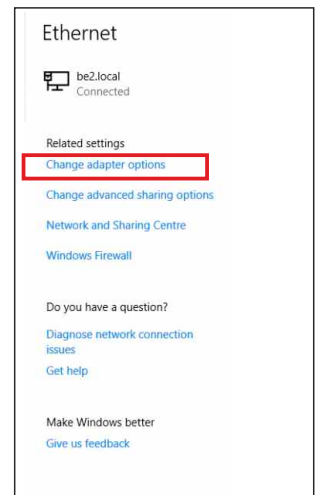 Ethernet
be2.local
Connected
Related settings
Change adapter options
Change advanced sharing options
Network and Sharing Centre
Windows Firewall
Do you have a question?
Diagnose network connection
issues
Get help
Make Windows better
Give us feedback